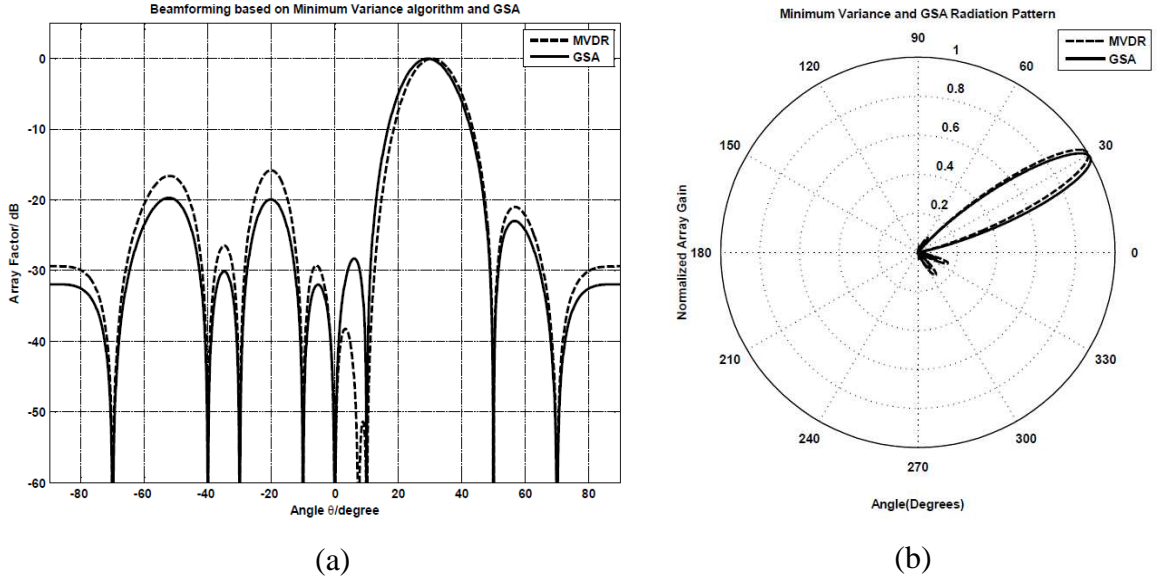 Beamforming based on Minimum Variance algorithm and GSA
MVDR
GSA
0
-10
-20
-30
-40
-50
-60
Array Factor/ dB
-80 -60 -40 -20 0 20 40 60 80
Angle θ/degree
(a)
Minimum Variance and GSA Radiation Pattern
MVDR
GSA
90
1
120
60
0.8
0.6
150
30
0.4
0.2
180
0
210
330
240
300
270
Normalized Array Gain
Angle(Degrees)
(b)